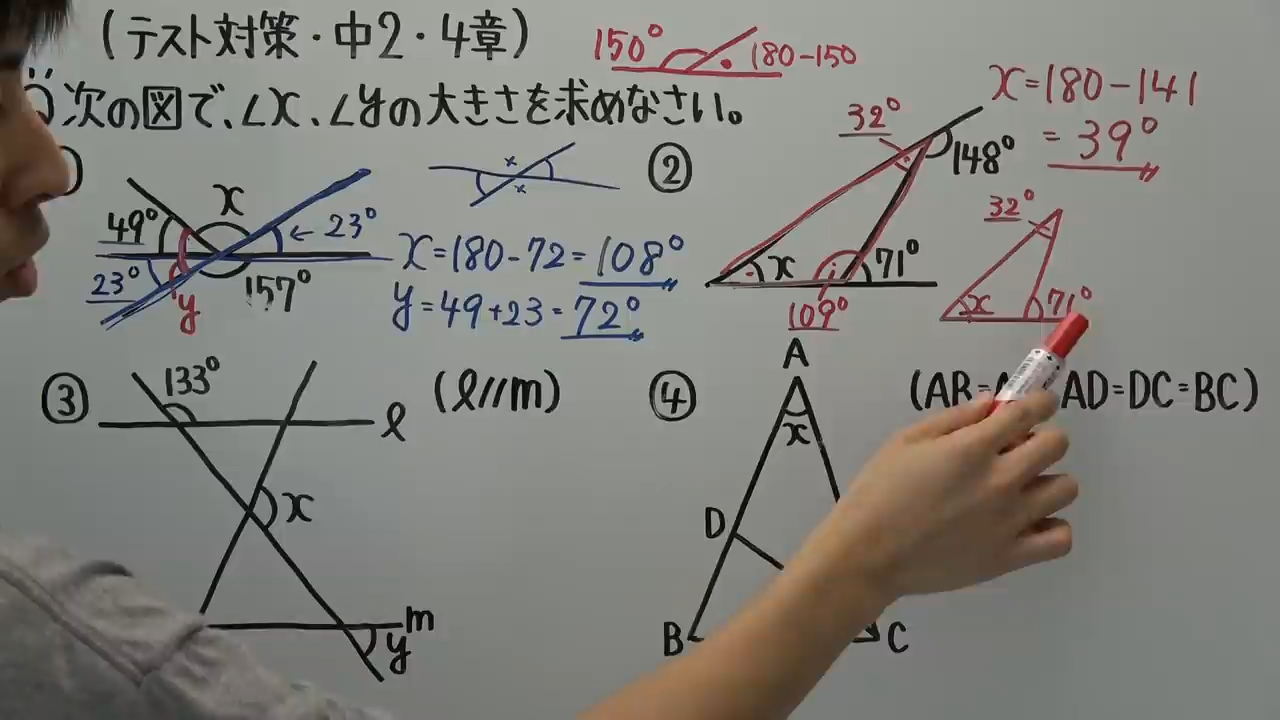 (テスト対策・中2・4章)
150° 180-150
次の図で、∠x、∠yの大きさを求めなさい。
49° x 23°
23° y 157°
x x
x=180-72=108°
y=49+23=72°
②
32° 148°
x 71°
109°
x=180-141
=39°
32°
x 71°
③
133° l
x
m
y
(l//m)
④
A
x
D
B C
(AB= AD=DC=BC)